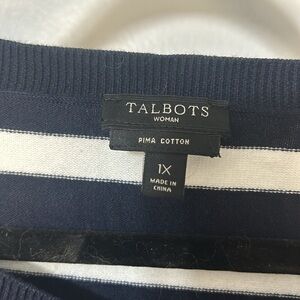 TALBOTS
WOMAN
PIMA COTTON
1X
MADE IN
CHINA